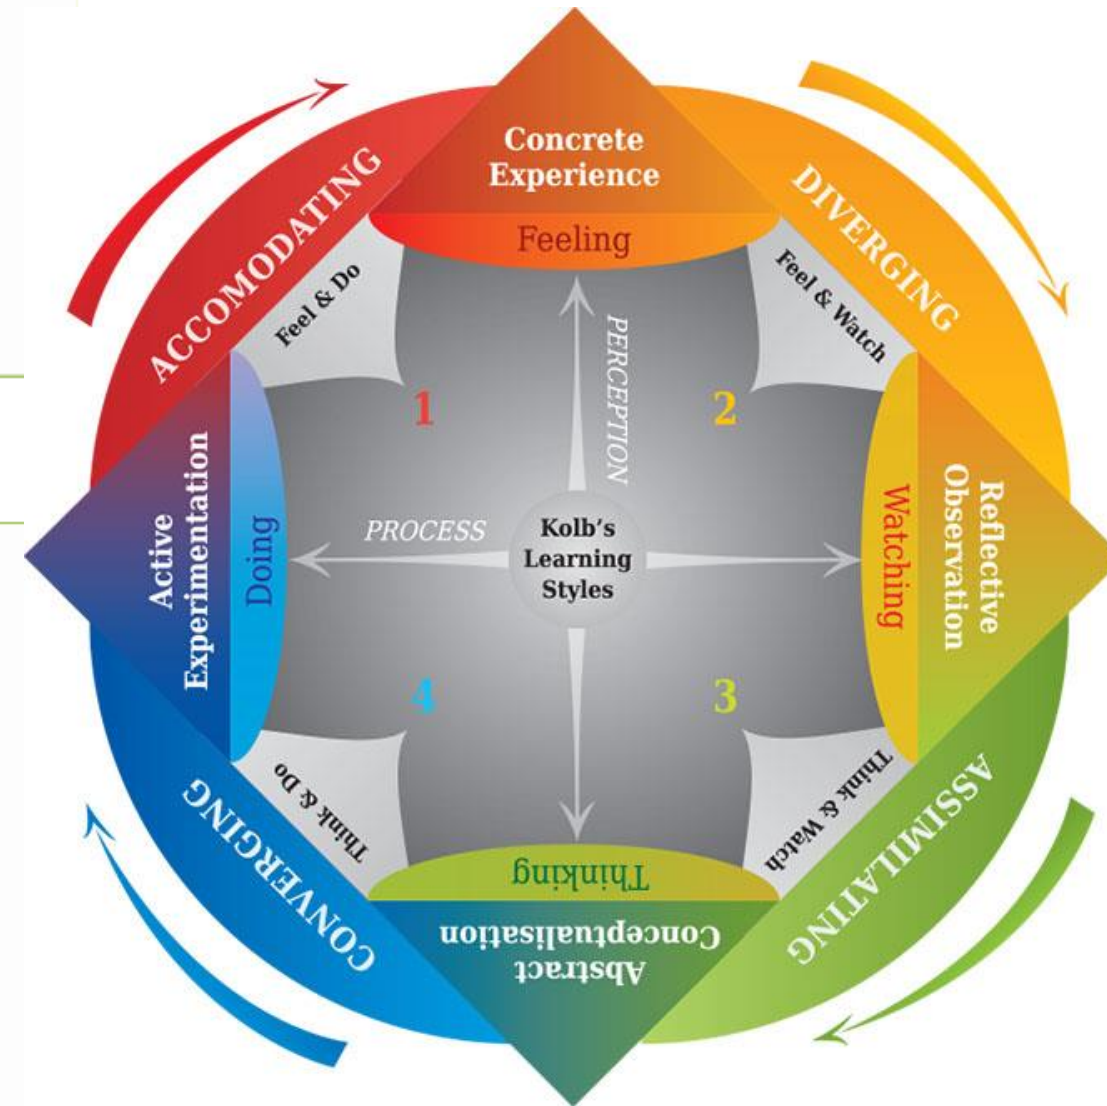 Concrete
Experience
Feeling
ACCOMODATING
DIVERGING
Feel & Do
Feel & Watch
PERCEPTION
1
2
Active
Experimentation
Doing
PROCESS
Kolb's
Learning
Styles
Watching
Reflective
Observation
4
3
Think & Do
Think & Watch
CONVERGING
ASSIMILATING
Thinking
Abstract
Conceptualisation